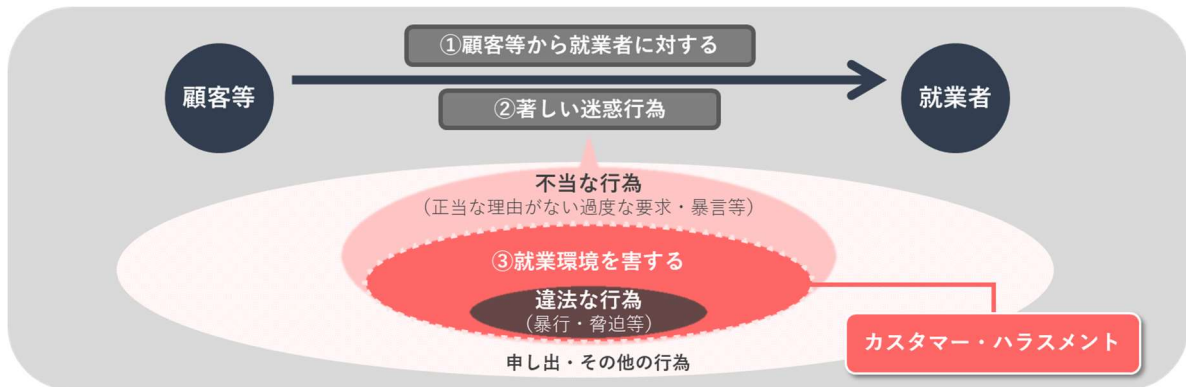 ①顧客等から就業者に対する
顧客等
就業者
②著しい迷惑行為
不当な行為
（正当な理由がない過度な要求・暴言等）
③就業環境を害する
違法な行為
（暴行・脅迫等）
カスタマー・ハラスメント
申し出・その他の行為